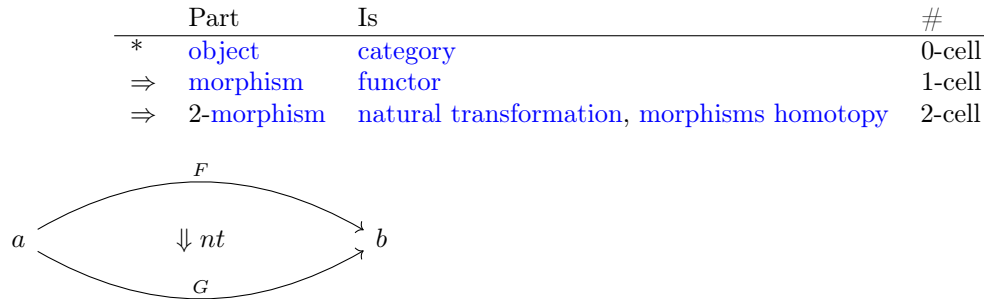 Part Is #
* object category 0-cell
⇒ morphism functor 1-cell
⇒ 2-morphism natural transformation, morphisms homotopy 2-cell
F
a ⇓ nt b
G